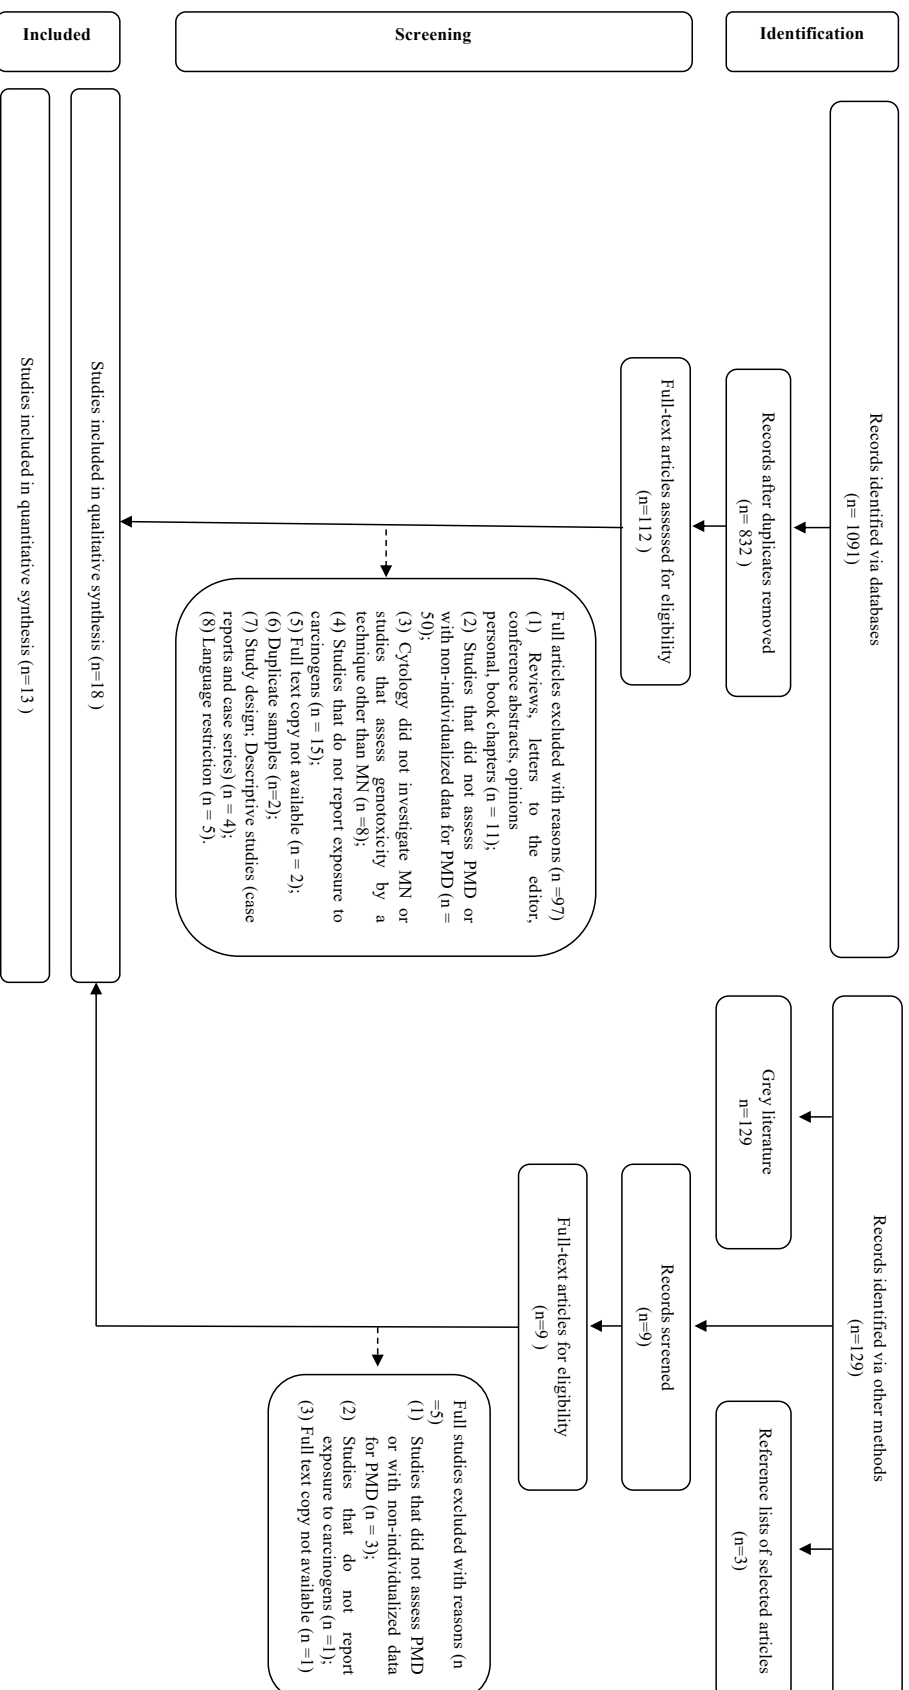 Identification
Screening
Included
Records identified via databases
(n= 1091)
Records after duplicates removed
(n= 832 )
Full-text articles assessed for eligibility
(n=112 )
Full articles excluded with reasons (n =97)
(1) Reviews, letters to the editor,
conference abstracts, opinions
personal, book chapters (n = 11);
(2) Studies that did not assess PMD or
with non-individualized data for PMD (n =
50);
(3) Cytology did not investigate MN or
studies that assess genotoxicity by a
technique other than MN (n =8);
(4) Studies that do not report exposure to
carcinogens (n = 15);
(5) Full text copy not available (n = 2);
(6) Duplicate samples (n=2);
(7) Study design; Descriptive studies (case
reports and case series) (n = 4);
(8) Language restriction (n = 5).
Studies included in qualitative synthesis (n=18 )
Studies included in quantitative synthesis (n=13 )
Records identified via other methods
(n=129)
Grey literature
n=129
Reference lists of selected articles
(n=3)
Records screened
(n=9)
Full-text articles for eligibility
(n=9 )
Full studies excluded with reasons (n
=5)
(1) Studies that did not assess PMD
or with non-individualized data
for PMD (n = 3);
(2) Studies that do not report
exposure to carcinogens (n =1);
(3) Full text copy not available (n =1)